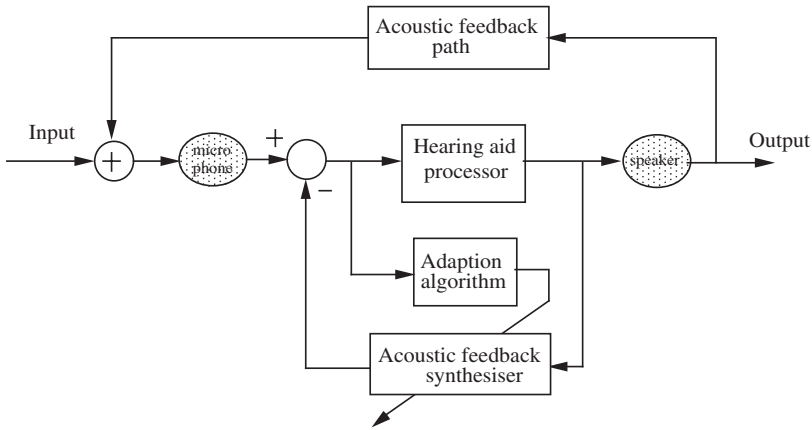 Acoustic feedback
path
Input
+
micro
phone
+
−
Hearing aid
processor
speaker
Output
Adaption
algorithm
Acoustic feedback
synthesiser